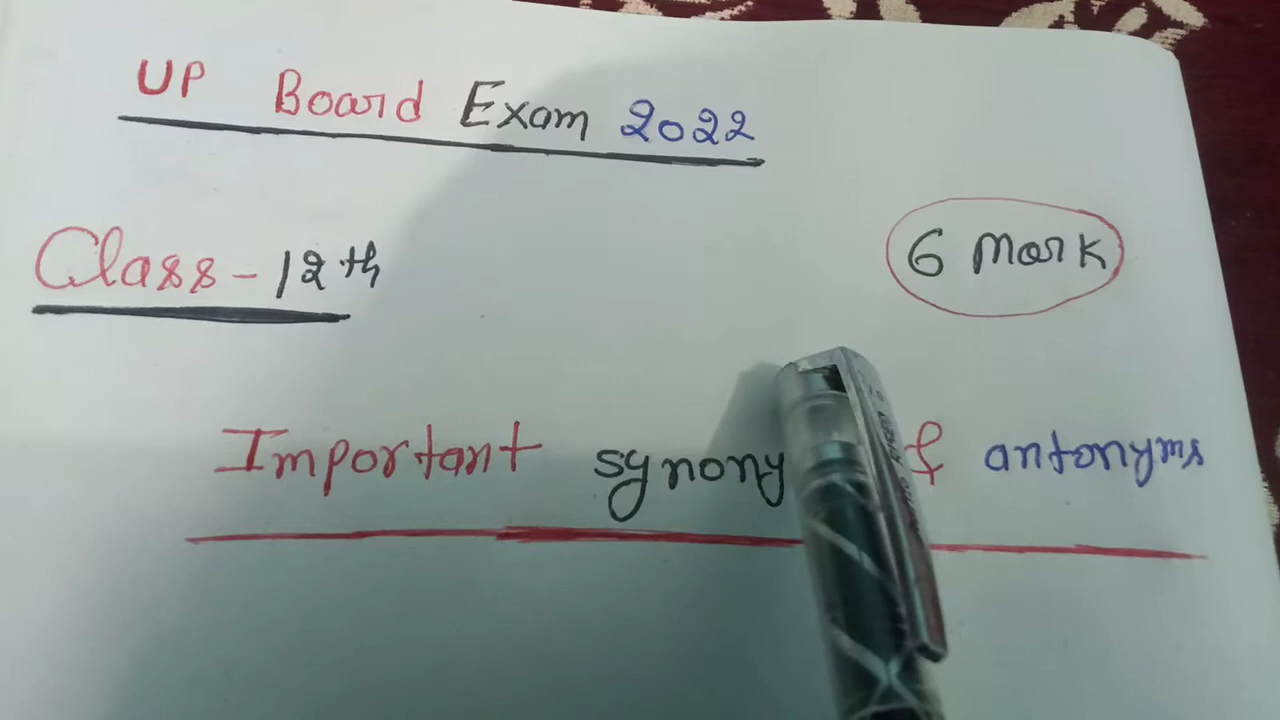 UP Board Exam 2022
Class - 12th
6 Mark
Important synony & antonyms